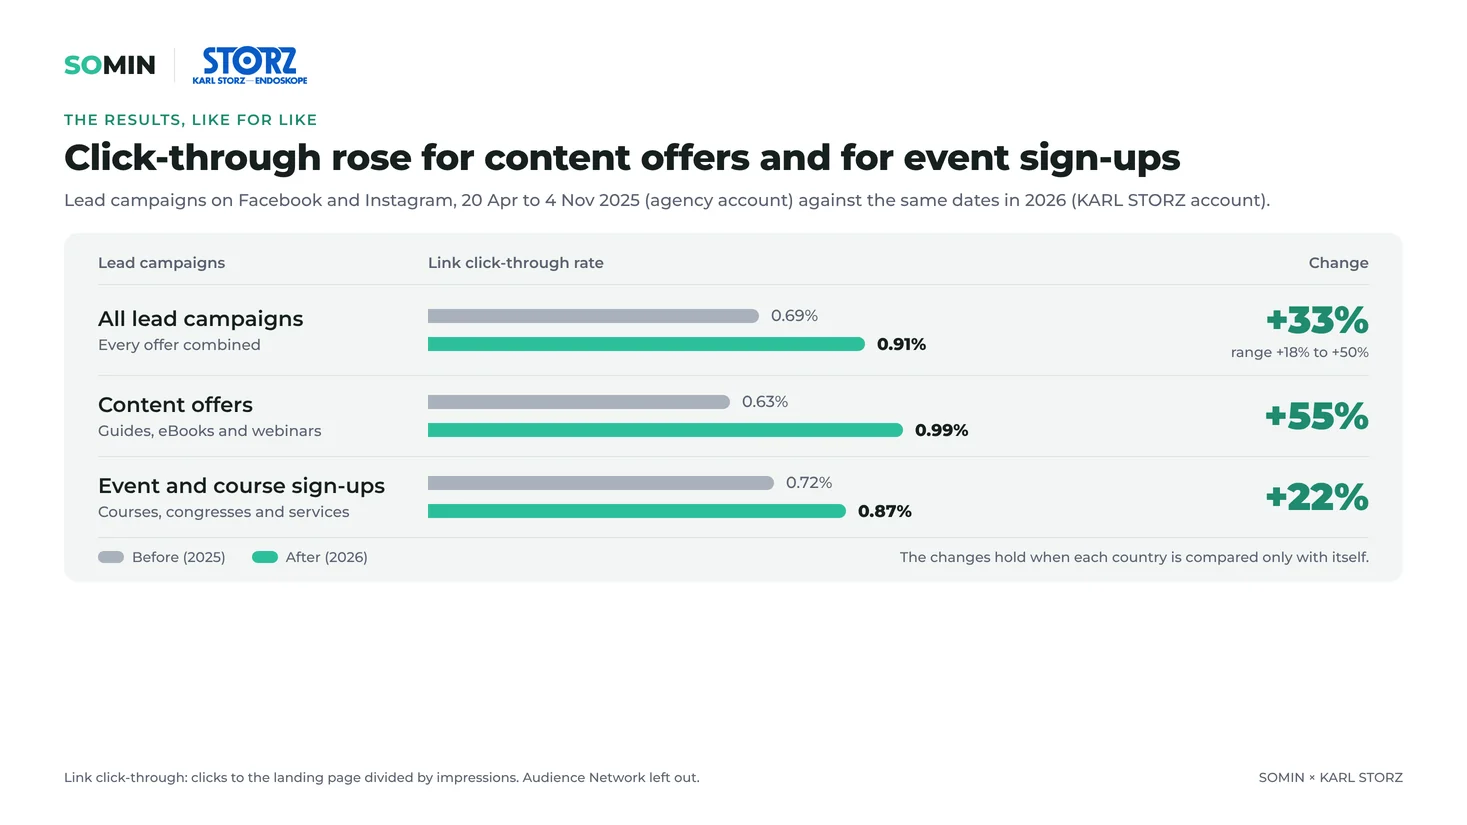 SOMIN
STORZ
KARL STORZ — ENDOSKOPE
THE RESULTS, LIKE FOR LIKE
Click-through rose for content offers and for event sign-ups
Lead campaigns on Facebook and Instagram, 20 Apr to 4 Nov 2025 (agency account) against the same dates in 2026 (KARL STORZ account).
Lead campaigns
Link click-through rate
Change
All lead campaigns
Every offer combined
0.69%
0.91%
+33%
range +18% to +50%
Content offers
Guides, eBooks and webinars
0.63%
0.99%
+55%
Event and course sign-ups
Courses, congresses and services
0.72%
0.87%
+22%
Before (2025)
After (2026)
The changes hold when each country is compared only with itself.
Link click-through: clicks to the landing page divided by impressions. Audience Network left out.
SOMIN × KARL STORZ